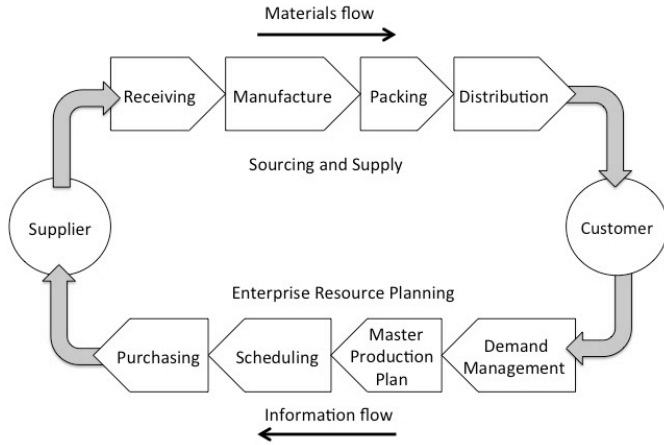 Materials flow
Receiving
Manufacture
Packing
Distribution
Sourcing and Supply
Supplier
Customer
Enterprise Resource Planning
Purchasing
Scheduling
Master
Production
Plan
Demand
Management
Information flow